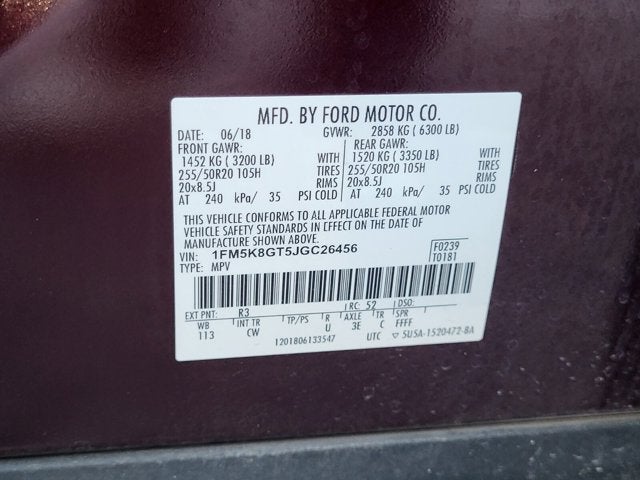 MFD. BY FORD MOTOR CO.
DATE: 06/18 GVWR: 2858 KG ( 6300 LB)
FRONT GAWR: REAR GAWR:
1452 KG ( 3200 LB) WITH 1520 KG ( 3350 LB) WITH
255/50R20 105H TIRES 255/50R20 105H TIRES
20x8.5J RIMS 20x8.5J RIMS
AT 240 kPa/ 35 PSI COLD AT 240 kPa/ 35 PSI COLD
THIS VEHICLE CONFORMS TO ALL APPLICABLE FEDERAL MOTOR
VEHICLE SAFETY STANDARDS IN EFFECT ON THE DATE OF
MANUFACTURE SHOWN ABOVE.
VIN: 1FM5K8GT5JGC26456 F0239
TYPE: MPV T0181
EXT PNT: R3 RC: 52 DSO:
WB INT TR TP/PS R AXLE TR SPR
113 CW U 3E C FFFF
1201806133547 UTC ▽ 5U5A-1520472-BA